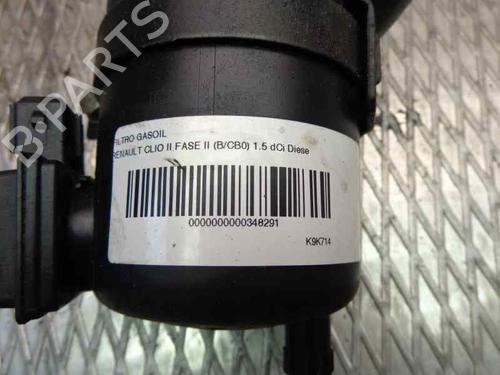 FILTRO GASOIL
RENAULT CLIO II FASE II (B/CB0) 1.5 dCi Diese
0000000000348291
K9K714
B-PARTS